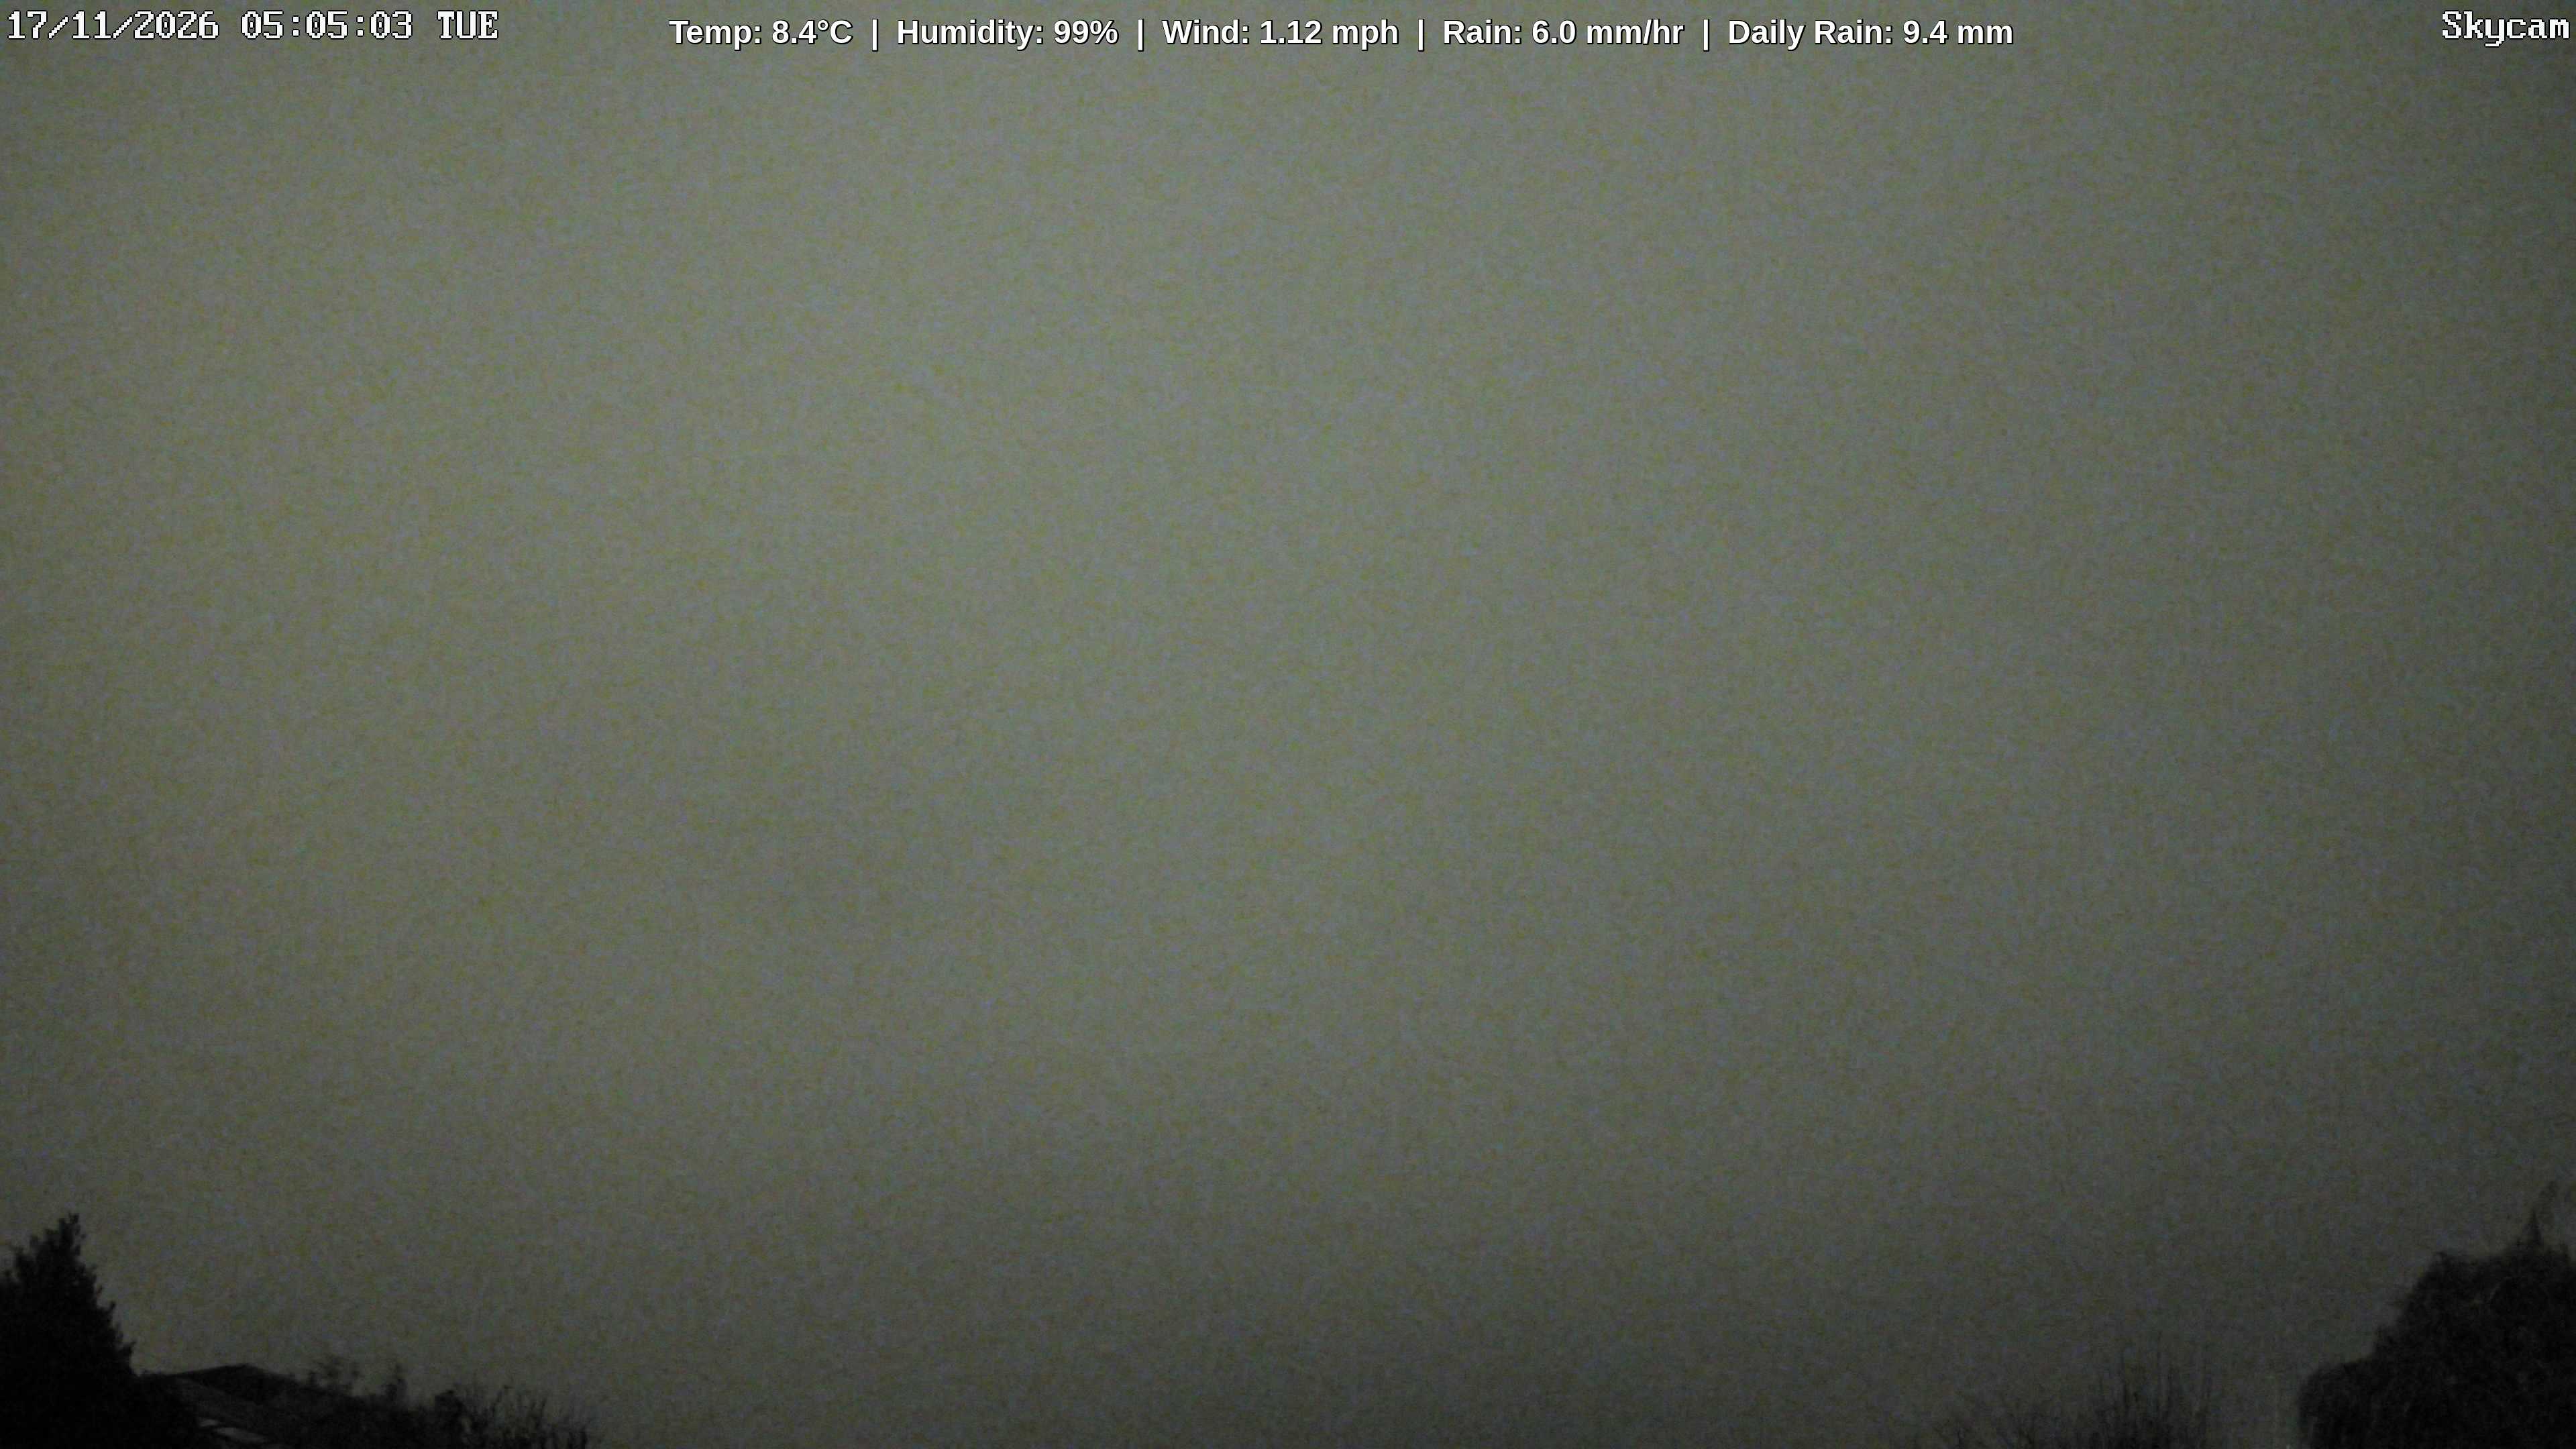 17/11/2026 05:05:03 TUE
Temp: 8.4°C | Humidity: 99% | Wind: 1.12 mph | Rain: 6.0 mm/hr | Daily Rain: 9.4 mm
Skycam